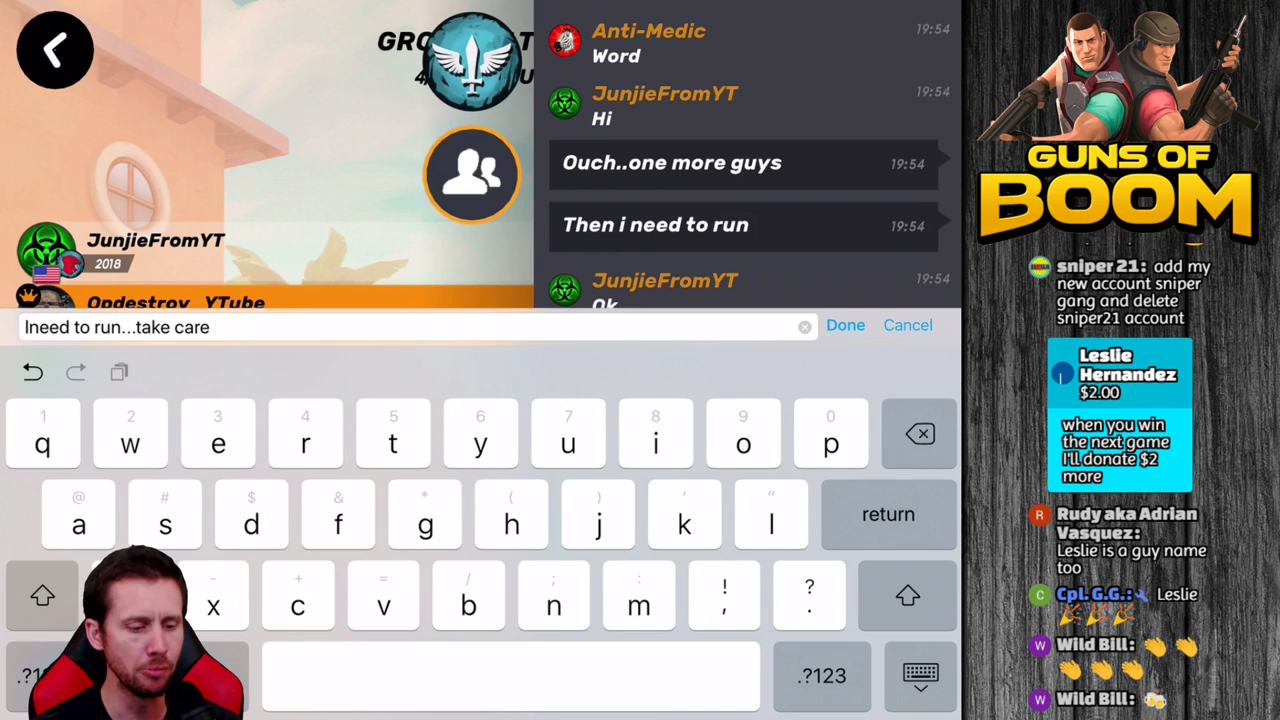 GRO T
4 U
JunjieFromYT
2018
Opdestroy_YTube
Anti-Medic 19:54
Word
JunjieFromYT 19:54
Hi
Ouch..one more guys 19:54
Then i need to run 19:54
JunjieFromYT 19:54
Ok
Ineed to run...take care Done Cancel
1 2 3 4 5 6 7 8 9 0
q w e r t y u i o p
@ # $ & * ( ) ' "
a s d f g h j k l return
- + = / ; : ! ?
x c v b n m , .
.?12 .?123
GUNS OF
BOOM
sniper 21: add my
new account sniper
gang and delete
sniper21 account
Leslie
Hernandez
$2.00
when you win
the next game
I'll donate $2
more
R Rudy aka Adrian
Vasquez:
Leslie is a guy name
too
C Cpl. G.G.: Leslie
🎉 🎉 🎉
W Wild Bill: 👏 👏
👏 👏 👏
W Wild Bill: 🍻